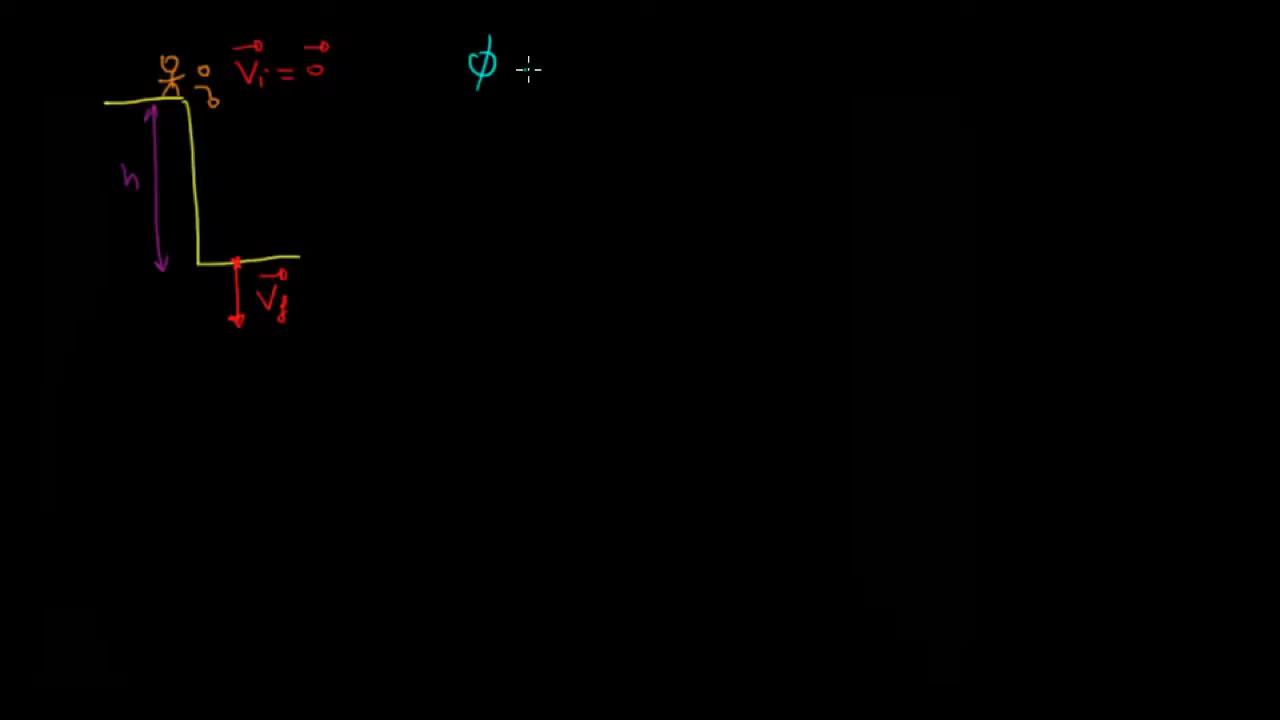 V⃗i = 0⃗
ϕ
h
V⃗f